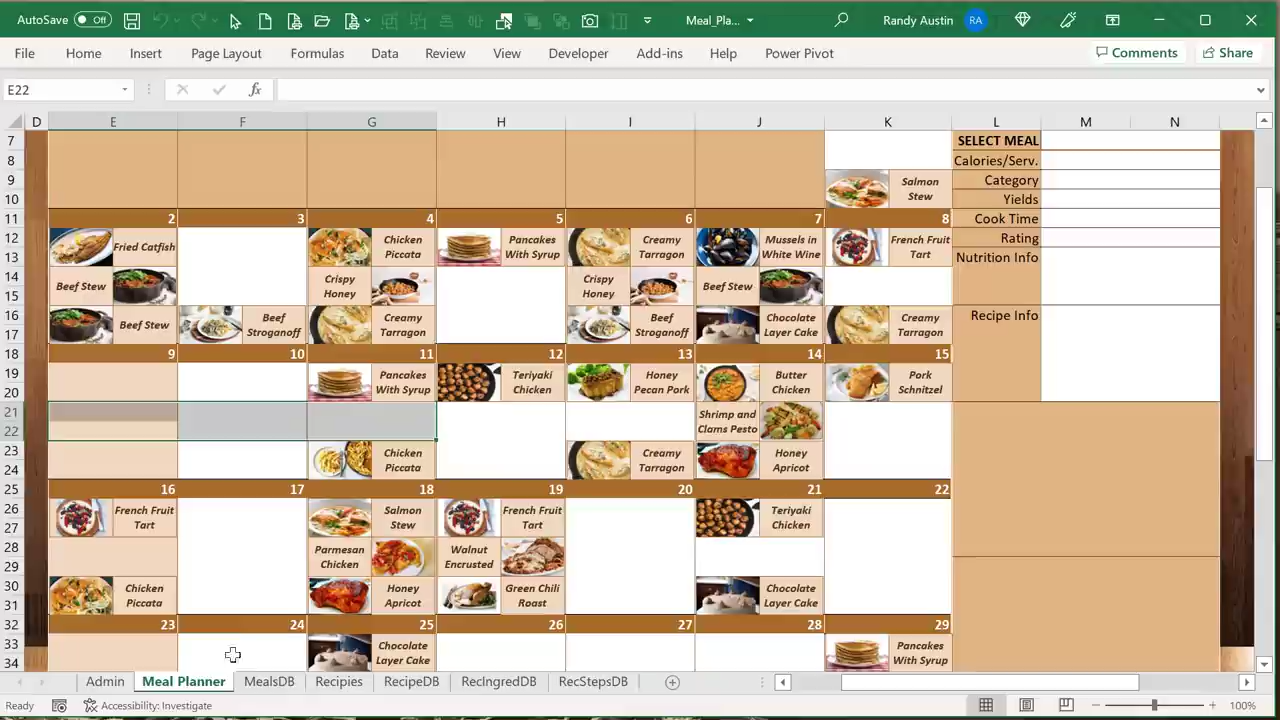 AutoSave Off Meal_Pla... Randy Austin RA
File Home Insert Page Layout Formulas Data Review View Developer Add-ins Help Power Pivot Comments Share
E22 fx
D E F G H I J K L M N
7 SELECT MEAL
8 Calories/Serv.
9 Salmon Category
10 Stew Yields
11 2 3 4 5 6 7 8 Cook Time
12 Fried Catfish Chicken Pancakes Creamy Mussels in French Fruit Rating
13 Piccata With Syrup Tarragon White Wine Tart Nutrition Info
14 Beef Stew Crispy Crispy Beef Stew
15 Honey Honey
16 Beef Stew Beef Creamy Beef Chocolate Creamy Recipe Info
17 Stroganoff Tarragon Stroganoff Layer Cake Tarragon
18 9 10 11 12 13 14 15
19 Pancakes Teriyaki Honey Butter Pork
20 With Syrup Chicken Pecan Pork Chicken Schnitzel
21 Shrimp and
22 Clams Pesto
23 Chicken Creamy Honey
24 Piccata Tarragon Apricot
25 16 17 18 19 20 21 22
26 French Fruit Salmon French Fruit Teriyaki
27 Tart Stew Tart Chicken
28 Parmesan Walnut
29 Chicken Encrusted
30 Chicken Honey Green Chili Chocolate
31 Piccata Apricot Roast Layer Cake
32 23 24 25 26 27 28 29
33 Chocolate Pancakes
34 Layer Cake With Syrup
Admin Meal Planner MealsDB Recipies RecipeDB RecIngredDB RecStepsDB
Ready Accessibility: Investigate 100%